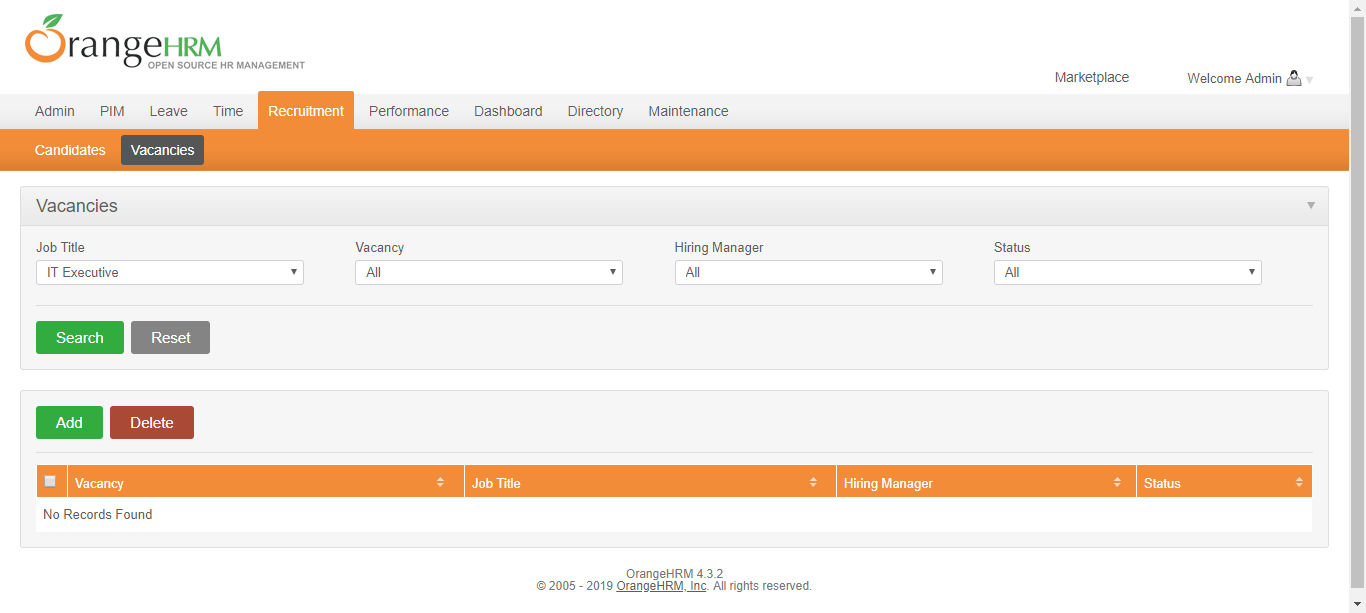 OrangeHRM
OPEN SOURCE HR MANAGEMENT
Marketplace Welcome Admin
Admin PIM Leave Time Recruitment Performance Dashboard Directory Maintenance
Candidates Vacancies
Vacancies
Job Title Vacancy Hiring Manager Status
IT Executive All All All
Search Reset
Add Delete
Vacancy Job Title Hiring Manager Status
No Records Found
OrangeHRM 4.3.2
© 2005 - 2019 OrangeHRM, Inc. All rights reserved.